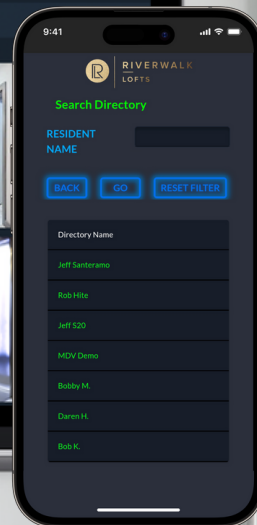 9:41
R
RIVERWALK
LOFTS
Search Directory
RESIDENT
NAME
BACK GO RESET FILTER
Directory Name
Jeff Santeramo
Rob Hite
Jeff S20
MDV Demo
Bobby M.
Daren H.
Bob K.